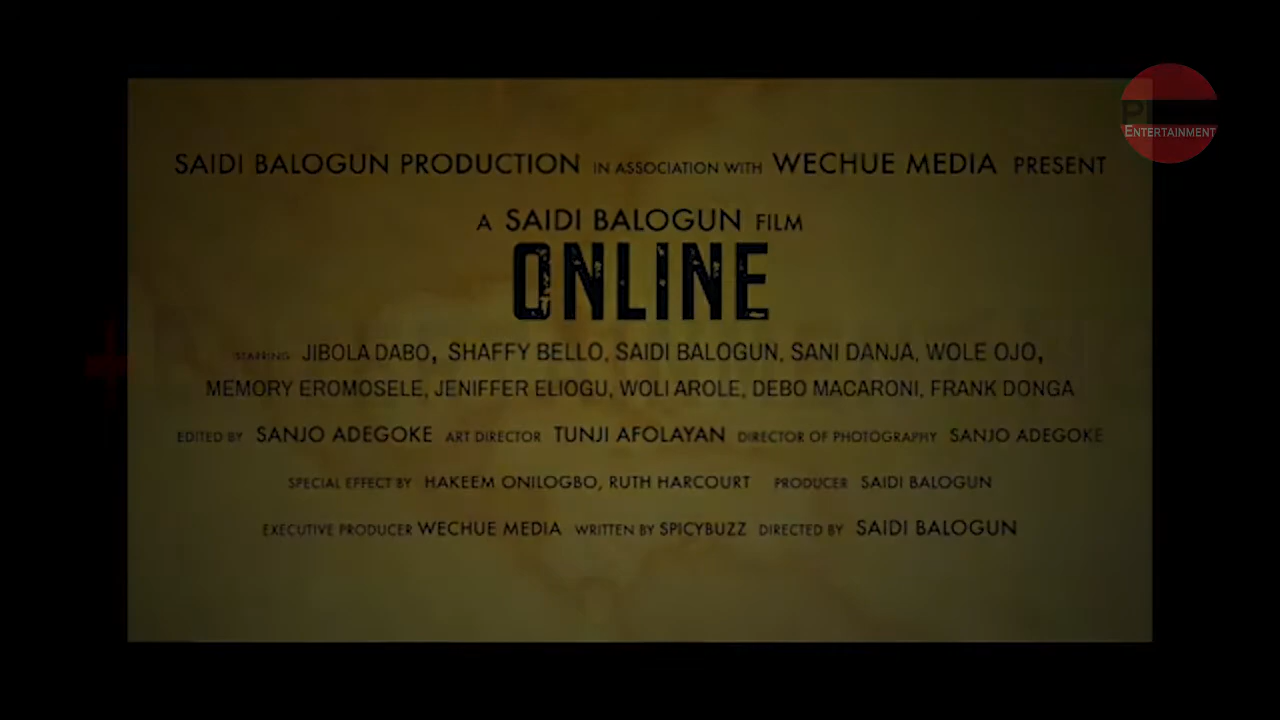 P
ENTERTAINMENT
SAIDI BALOGUN PRODUCTION IN ASSOCIATION WITH WECHUE MEDIA PRESENT
A SAIDI BALOGUN FILM
ONLINE
STARRING JIBOLA DABO, SHAFFY BELLO, SAIDI BALOGUN, SANI DANJA, WOLE OJO,
MEMORY EROMOSELE, JENIFFER ELIOGU, WOLI AROLE, DEBO MACARONI, FRANK DONGA
EDITED BY SANJO ADEGOKE ART DIRECTOR TUNJI AFOLAYAN DIRECTOR OF PHOTOGRAPHY SANJO ADEGOKE
SPECIAL EFFECT BY HAKEEM ONILOGBO, RUTH HARCOURT PRODUCER SAIDI BALOGUN
EXECUTIVE PRODUCER WECHUE MEDIA WRITTEN BY SPICYBUZZ DIRECTED BY SAIDI BALOGUN